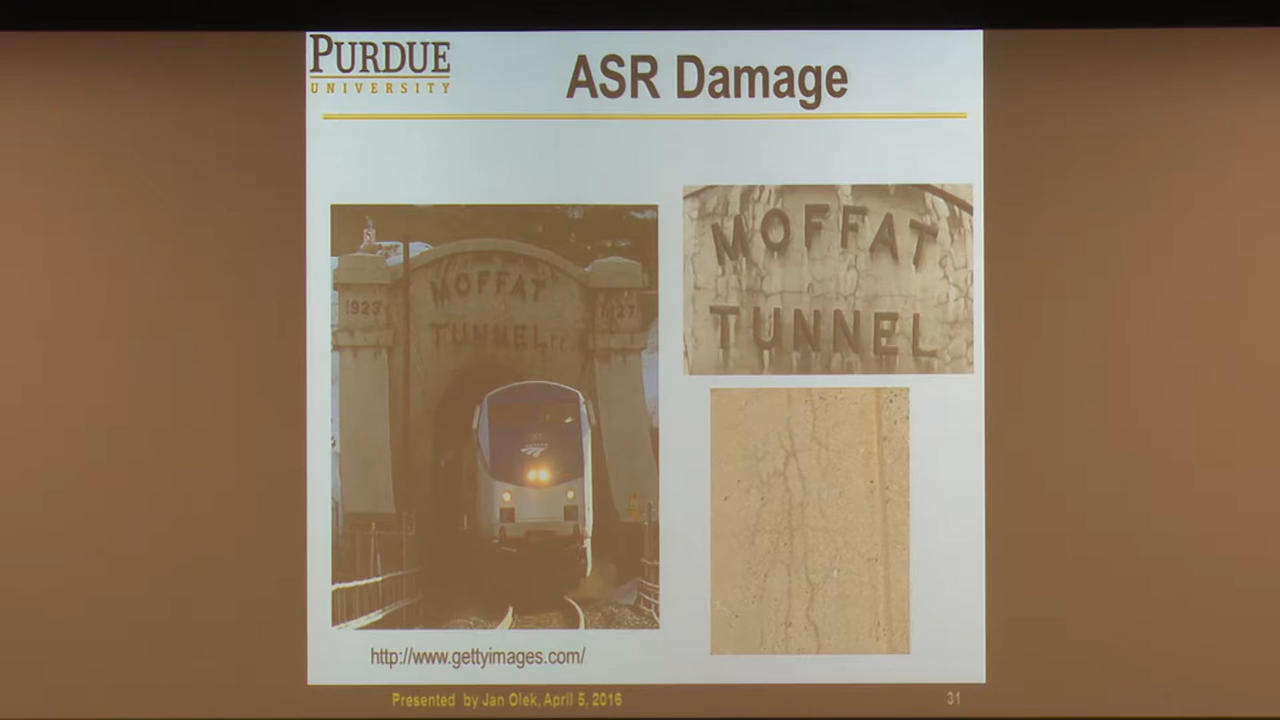 PURDUE
UNIVERSITY
ASR Damage
1923
MOFFAT
1927
TUNNEL
MOFFAT
TUNNEL
http://www.gettyimages.com/
Presented by Jan Olek, April 5, 2016
31